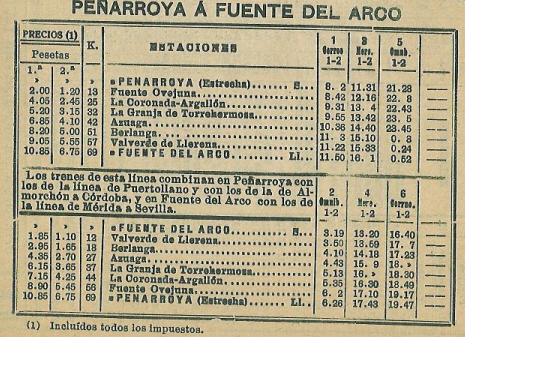 PEÑARROYA Á FUENTE DEL ARCO
PRECIOS (1) K. ESTACIONES 1 3 5
Pesetas Correo Merc. Omnb.
1.ª 2.ª 1-2 1-2 1-2
» » » PEÑARROYA (Estrecha) S. 8. 2 11.31 21.28
2.00 1.20 13 Fuente Ovejuna 8.42 12.16 22. 8
4.05 2.45 25 La Coronada-Argallón 9.31 13. 4 22.43
5.20 3.15 32 La Granja de Torrehermosa 9.55 13.42 23. 5
6.85 4.10 42 Azuaga 10.36 14.40 23.45
8.20 5.00 51 Berlanga 11. 3 15.10 0. 8
9.05 5.55 57 Valverde de Llerena 11.22 15.33 0.24
10.85 6.75 69 FUENTE DEL ARCO Ll. 11.50 16. 1 0.52
Los trenes de esta línea combinan en Peñarroya con
los de la línea de Puertollano y con los de la de Al-
morchón a Córdoba, y en Fuente del Arco con los de
la línea de Mérida a Sevilla.
2 4 6
Omnb. Merc. Correo.
1-2 1-2 1-2
» » » FUENTE DEL ARCO S. 3.19 13.20 16.40
1.85 1.10 12 Valverde de Llerena 3.50 13.59 17. 7
2.95 1.65 18 Berlanga 4.10 14.18 17.23
4.35 2.70 27 Azuaga 4.43 15. 9 18. »
6.15 3.65 37 La Granja de Torrehermosa 5.13 16. » 18.30
7.15 4.25 44 La Coronada-Argallón 5.35 16.30 18.49
8.90 5.45 56 Fuente Ovejuna 6. 2 17.10 19.17
10.85 6.75 69 PEÑARROYA (Estrecha) Ll. 6.26 17.43 19.47
(1) Incluídos todos los impuestos.